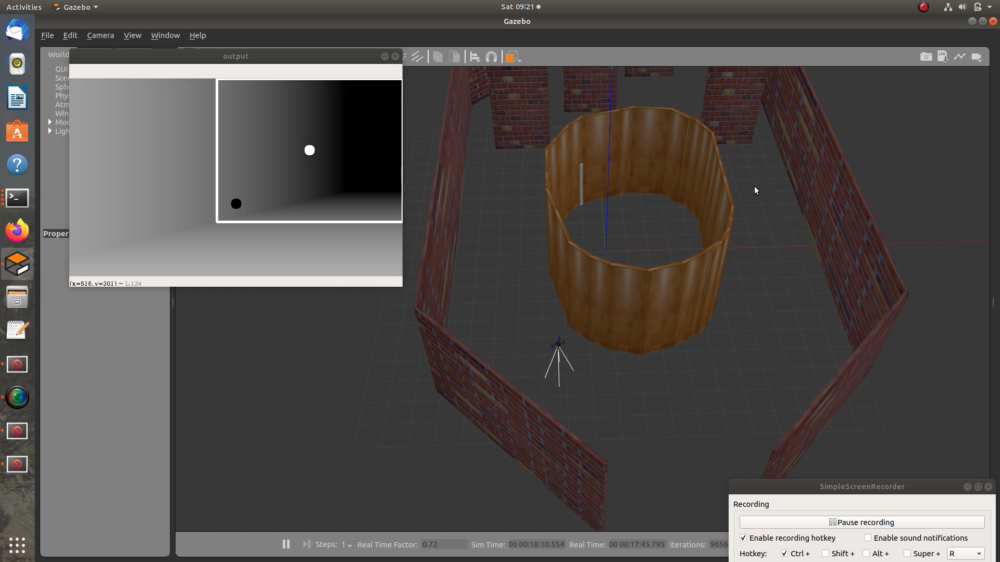 Activities Gazebo Sat 09:21
Gazebo
File Edit Camera View Window Help
World
output
GUI
Scen
Sphe
Phys
Atm
Win
Mod
Ligh
LOG
Proper
(x=516, y=301) ~ L:134
Steps: 1 Real Time Factor: 0.72 Sim Time: 00 00:18:10.554 Real Time: 00 00:17:45.795 Iterations: 9656
SimpleScreenRecorder
Recording
Pause recording
Enable recording hotkey Enable sound notifications
Hotkey: Ctrl + Shift + Alt + Super + R